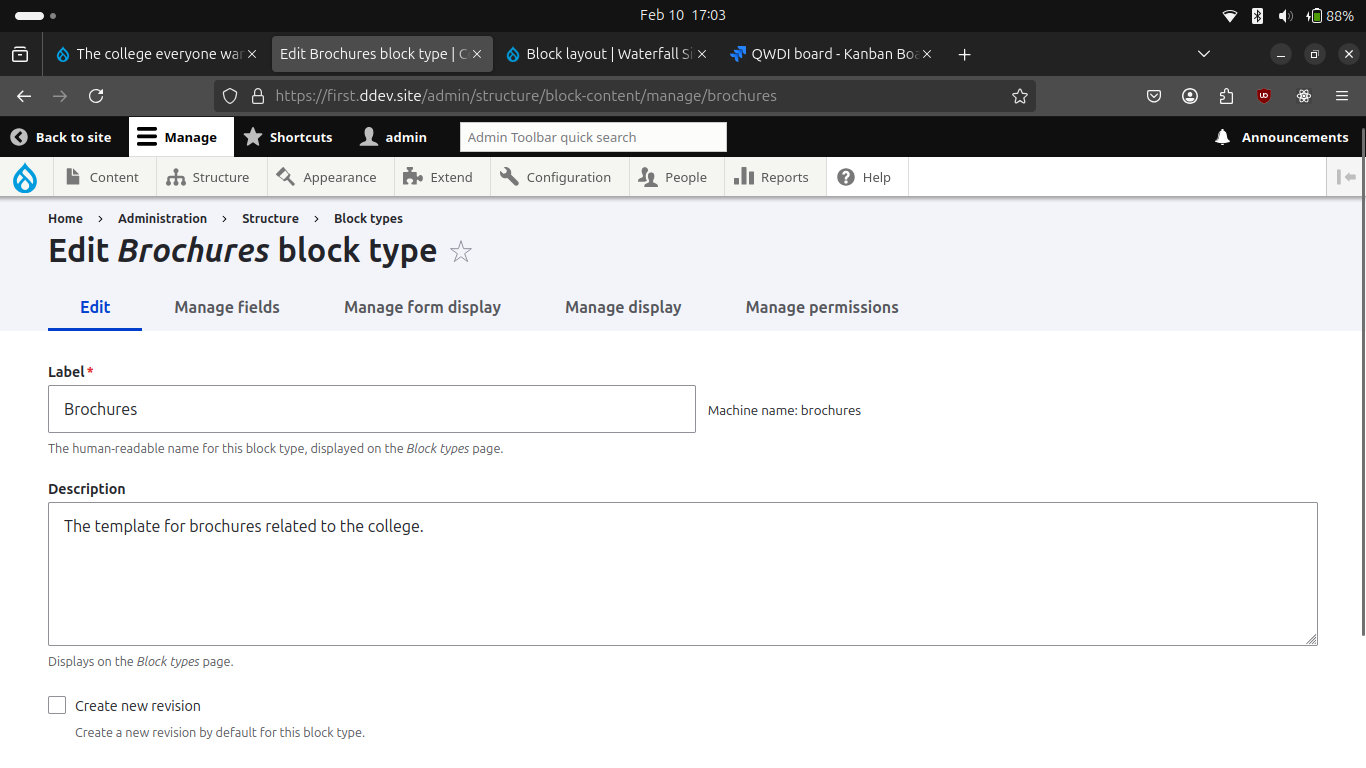 Feb 10 17:03
88%
The college everyone war
Edit Brochures block type | C
Block layout | Waterfall Si
QWDI board - Kanban Boa
https://first.ddev.site/admin/structure/block-content/manage/brochures
Back to site
Manage
Shortcuts
admin
Admin Toolbar quick search
Announcements
Content
Structure
Appearance
Extend
Configuration
People
Reports
Help
Home › Administration › Structure › Block types
Edit Brochures block type
Edit
Manage fields
Manage form display
Manage display
Manage permissions
Label*
Brochures
Machine name: brochures
The human-readable name for this block type, displayed on the Block types page.
Description
The template for brochures related to the college.
Displays on the Block types page.
Create new revision
Create a new revision by default for this block type.